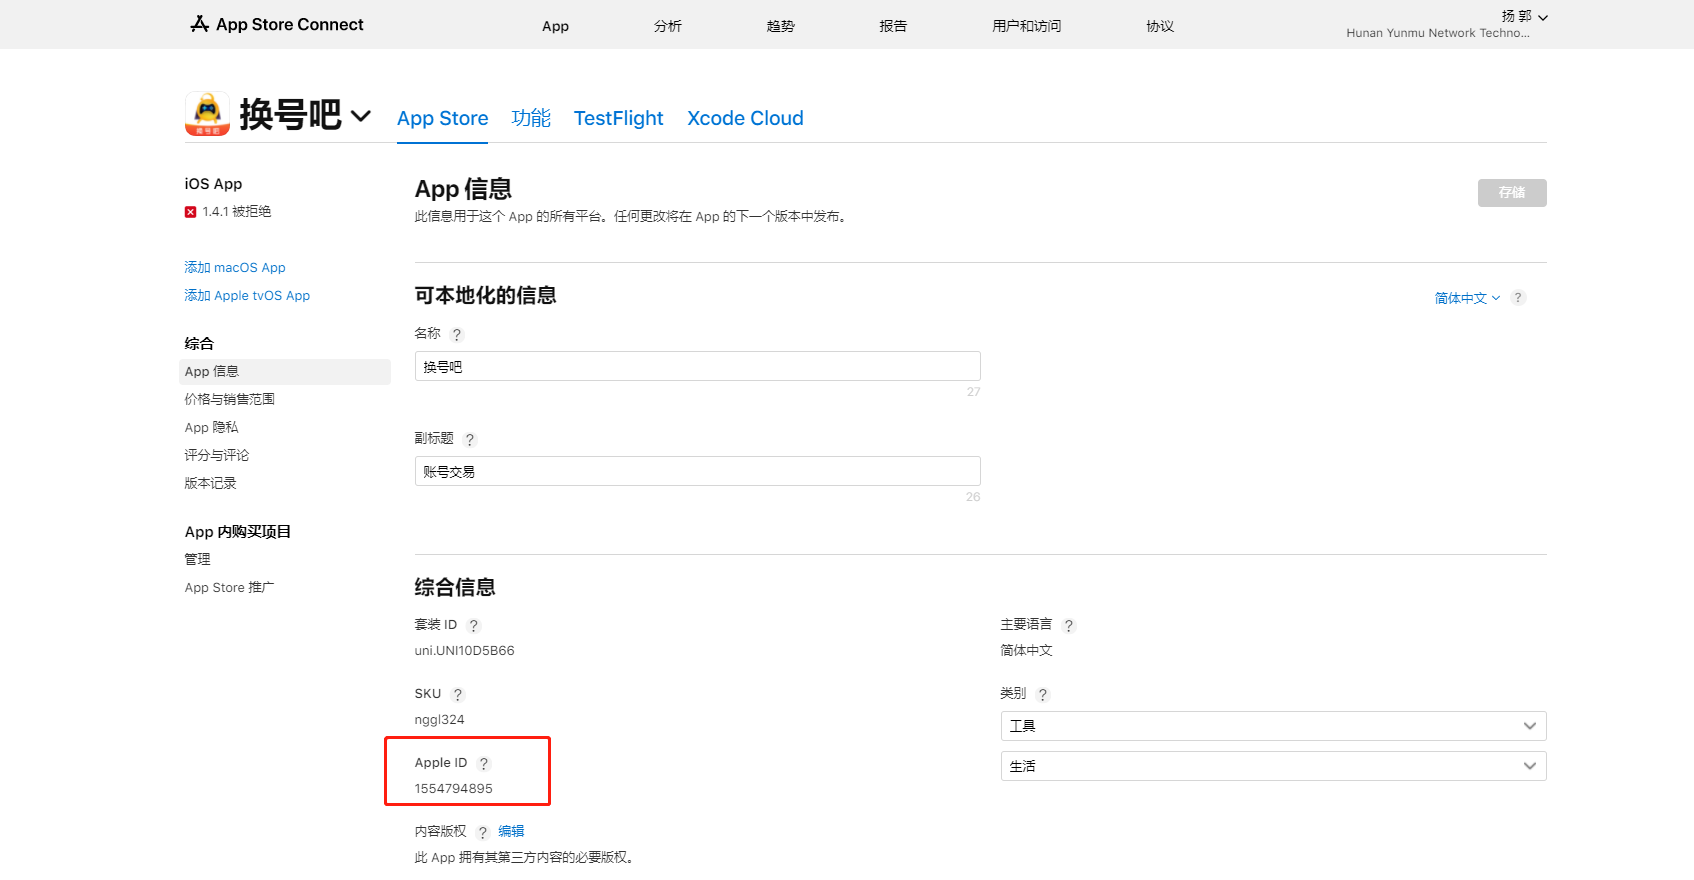 App Store Connect
App
分析
趋势
报告
用户和访问
协议
扬 郭
Hunan Yunmu Network Techno...
换号吧
换号吧
App Store
功能
TestFlight
Xcode Cloud
iOS App
1.4.1 被拒绝
添加 macOS App
添加 Apple tvOS App
综合
App 信息
价格与销售范围
App 隐私
评分与评论
版本记录
App 内购买项目
管理
App Store 推广
App 信息
存储
此信息用于这个 App 的所有平台。任何更改将在 App 的下一个版本中发布。
可本地化的信息
简体中文 ?
名称 ?
换号吧
27
副标题 ?
账号交易
26
综合信息
套装 ID ?
uni.UNI10D5B66
SKU ?
nggl324
Apple ID ?
1554794895
内容版权 ? 编辑
此 App 拥有其第三方内容的必要版权。
主要语言 ?
简体中文
类别 ?
工具
生活